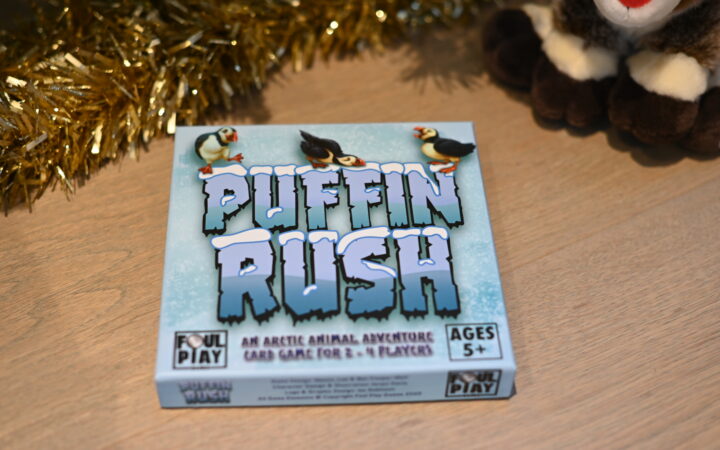 PUFFIN
RUSH
FOUL
PLAY
AN ARCTIC ANIMAL ADVENTURE
CARD GAME FOR 2 - 4 PLAYERS
AGES
5+
PUFFIN
RUSH
FOUL
PLAY